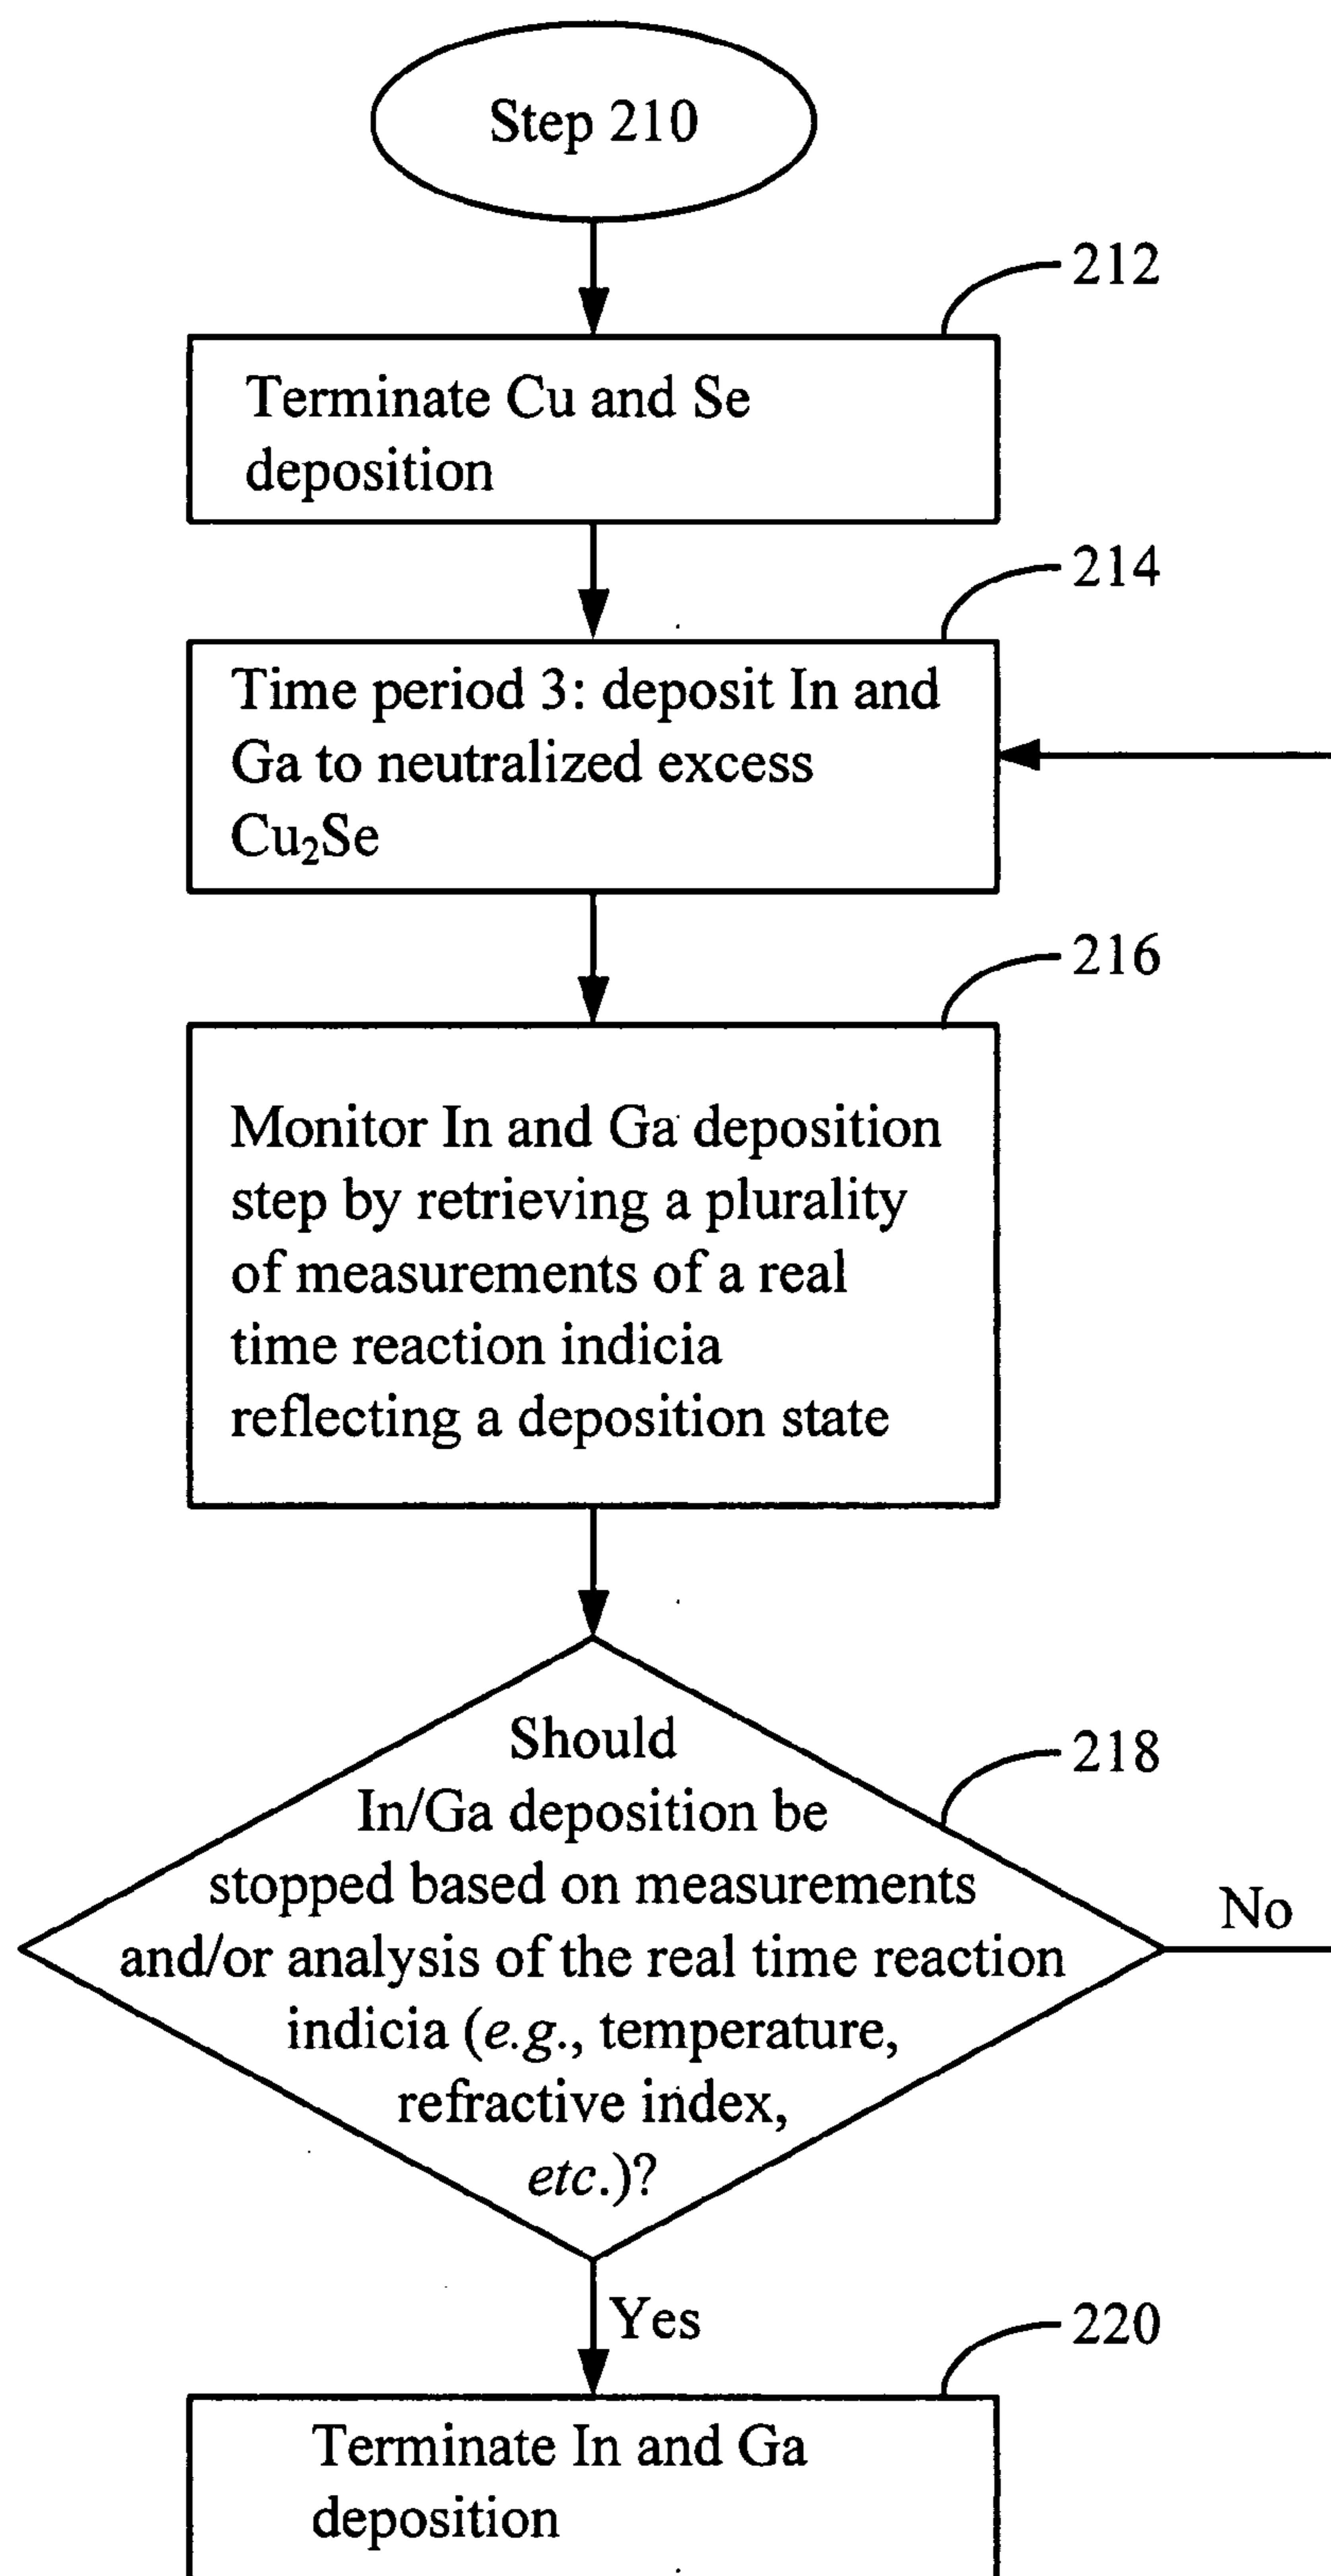 Step 210
212
Terminate Cu and Se
deposition
214
Time period 3: deposit In and
Ga to neutralized excess
Cu₂Se
216
Monitor In and Ga deposition
step by retrieving a plurality
of measurements of a real
time reaction indicia
reflecting a deposition state
218
Should
In/Ga deposition be
stopped based on measurements
and/or analysis of the real time reaction
indicia (e.g., temperature,
refractive index,
etc.)?
No
Yes
220
Terminate In and Ga
deposition